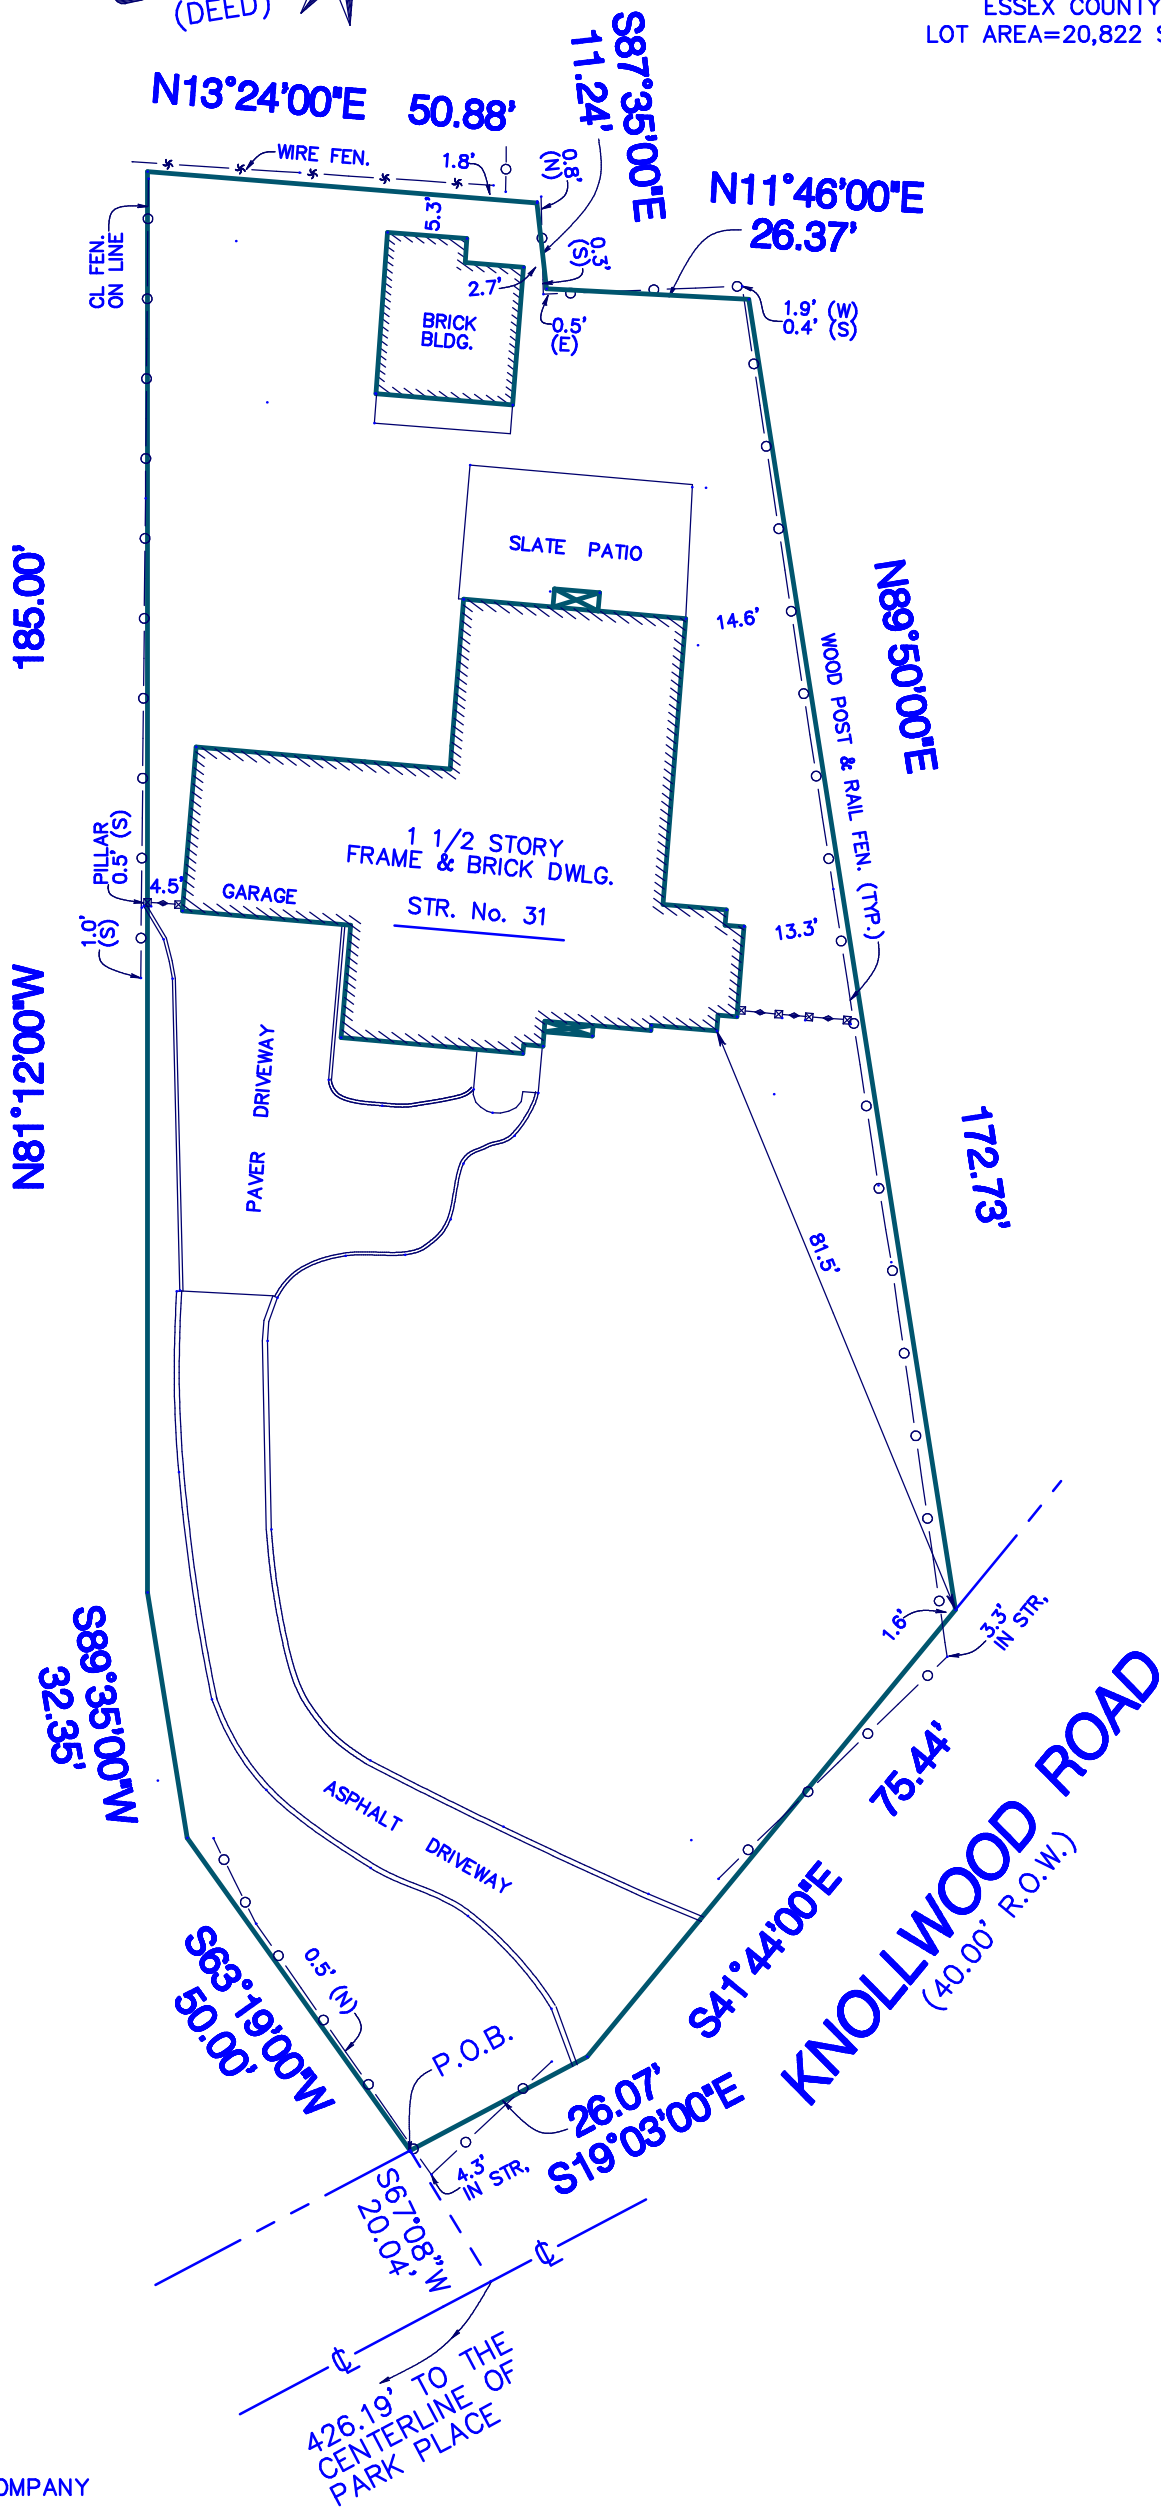 (DEED)
ESSEX COUNTY
LOT AREA=20,822 S
N13°24'00"E 50.88'
S87°35'00"E
11.24'
WIRE FEN.
1.8'
0.8'
(N)
N11°46'00"E
26.37'
CL FEN.
ON LINE
5.3'
0.3'
(S)
2.7'
BRICK
BLDG.
0.5'
(E)
1.9' (W)
0.4' (S)
SLATE PATIO
185.00'
14.6'
N89°50'00"E
WOOD POST & RAIL FEN. (TYP.)
PILLAR
0.5' (S)
4.5'
1.0'
(S)
GARAGE
1 1/2 STORY
FRAME & BRICK DWLG.
STR. No. 31
13.3'
N81°12'00"W
PAVER DRIVEWAY
172.73'
81.5'
S89°35'00"W
32.35'
1.6'
3.3'
IN STR,
75.44'
S41°44'00"E
KNOLLWOOD ROAD
(40.00' R.O.W.)
ASPHALT DRIVEWAY
0.5' (N)
S63°19'00"W
50.00'
P.O.B.
26.07'
S19°03'00"E
4.3'
IN STR,
S67°08"W
20.04'
426.19' TO THE
CENTERLINE OF
PARK PLACE
OMPANY